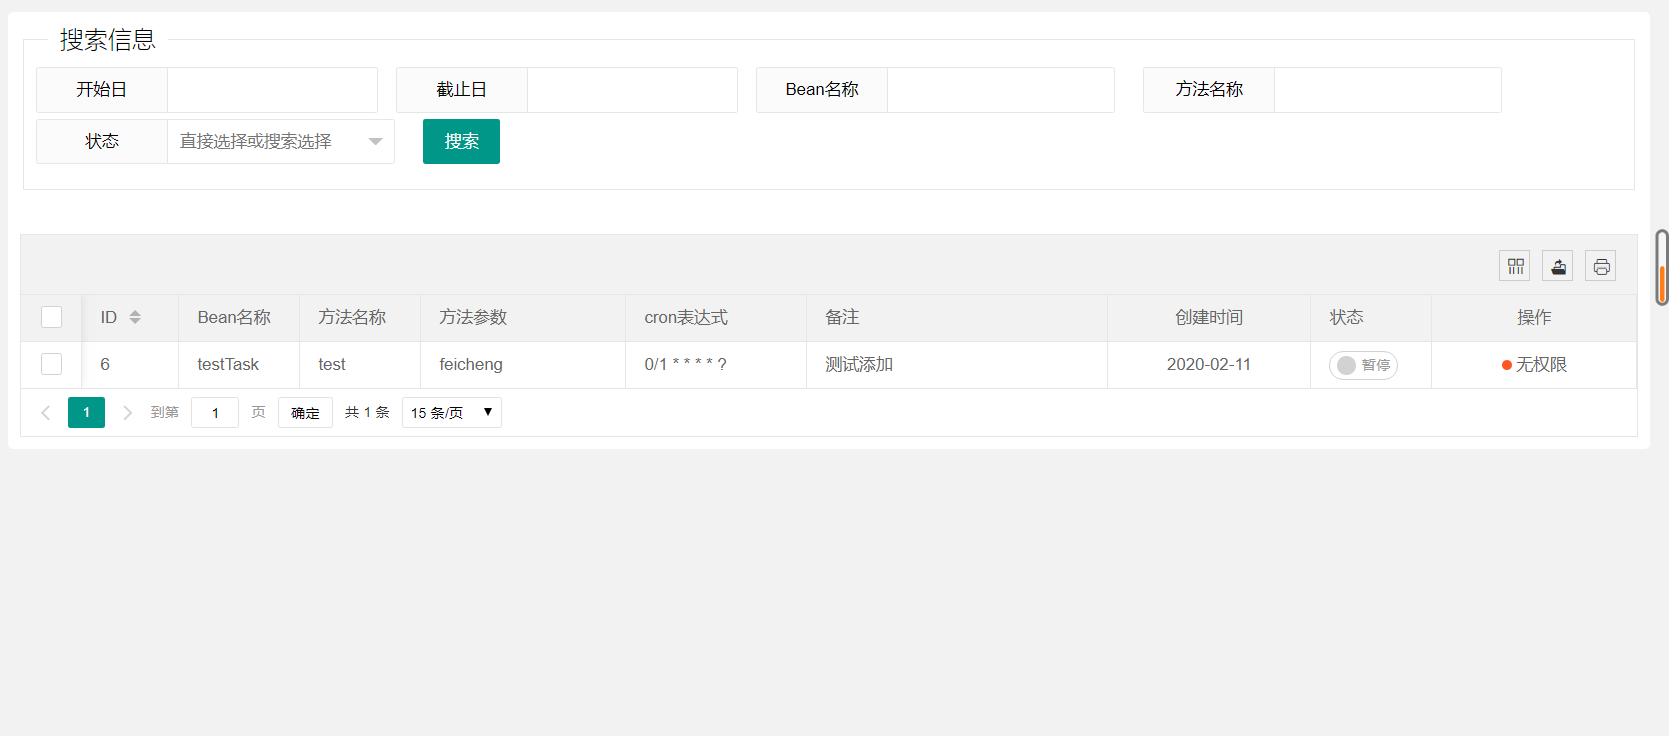 搜索信息
开始日 截止日 Bean名称 方法名称
状态 直接选择或搜索选择 搜索
ID Bean名称 方法名称 方法参数 cron表达式 备注 创建时间 状态 操作
6 testTask test feicheng 0/1 * * * * ? 测试添加 2020-02-11 暂停 无权限
1 到第 1 页 确定 共 1 条 15 条/页